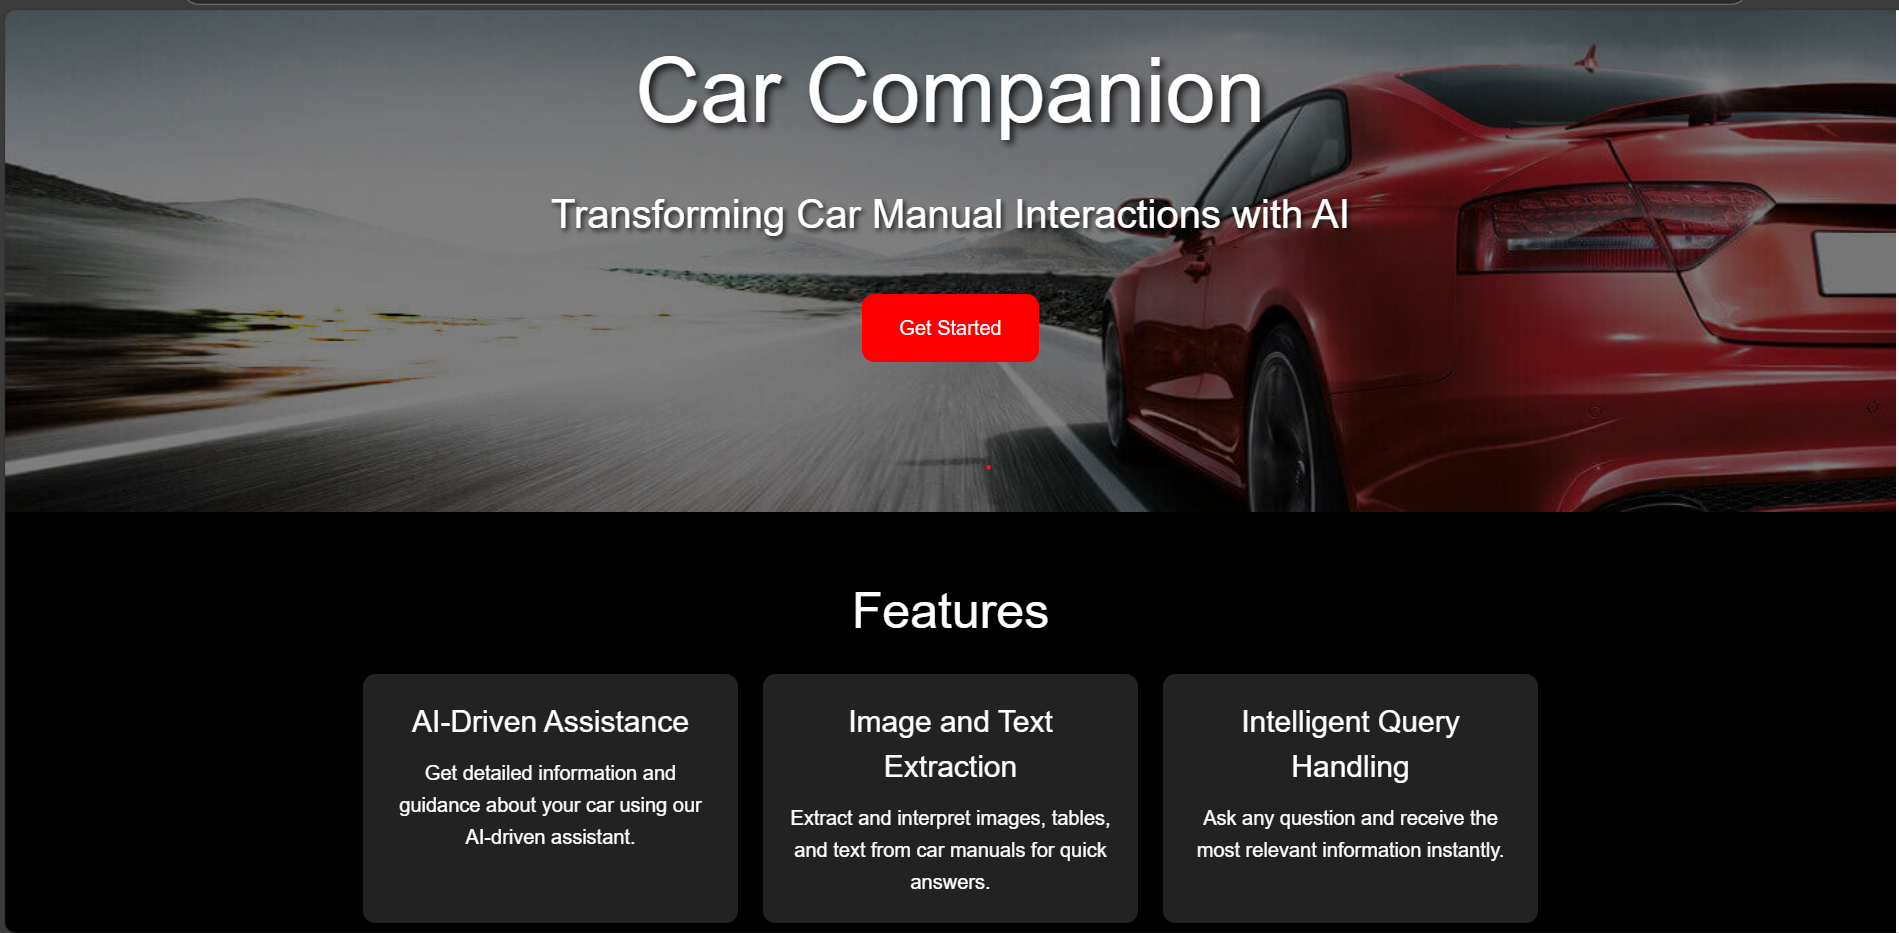 Car Companion
Transforming Car Manual Interactions with AI
Get Started
Features
AI-Driven Assistance
Get detailed information and
guidance about your car using our
AI-driven assistant.
Image and Text
Extraction
Extract and interpret images, tables,
and text from car manuals for quick
answers.
Intelligent Query
Handling
Ask any question and receive the
most relevant information instantly.